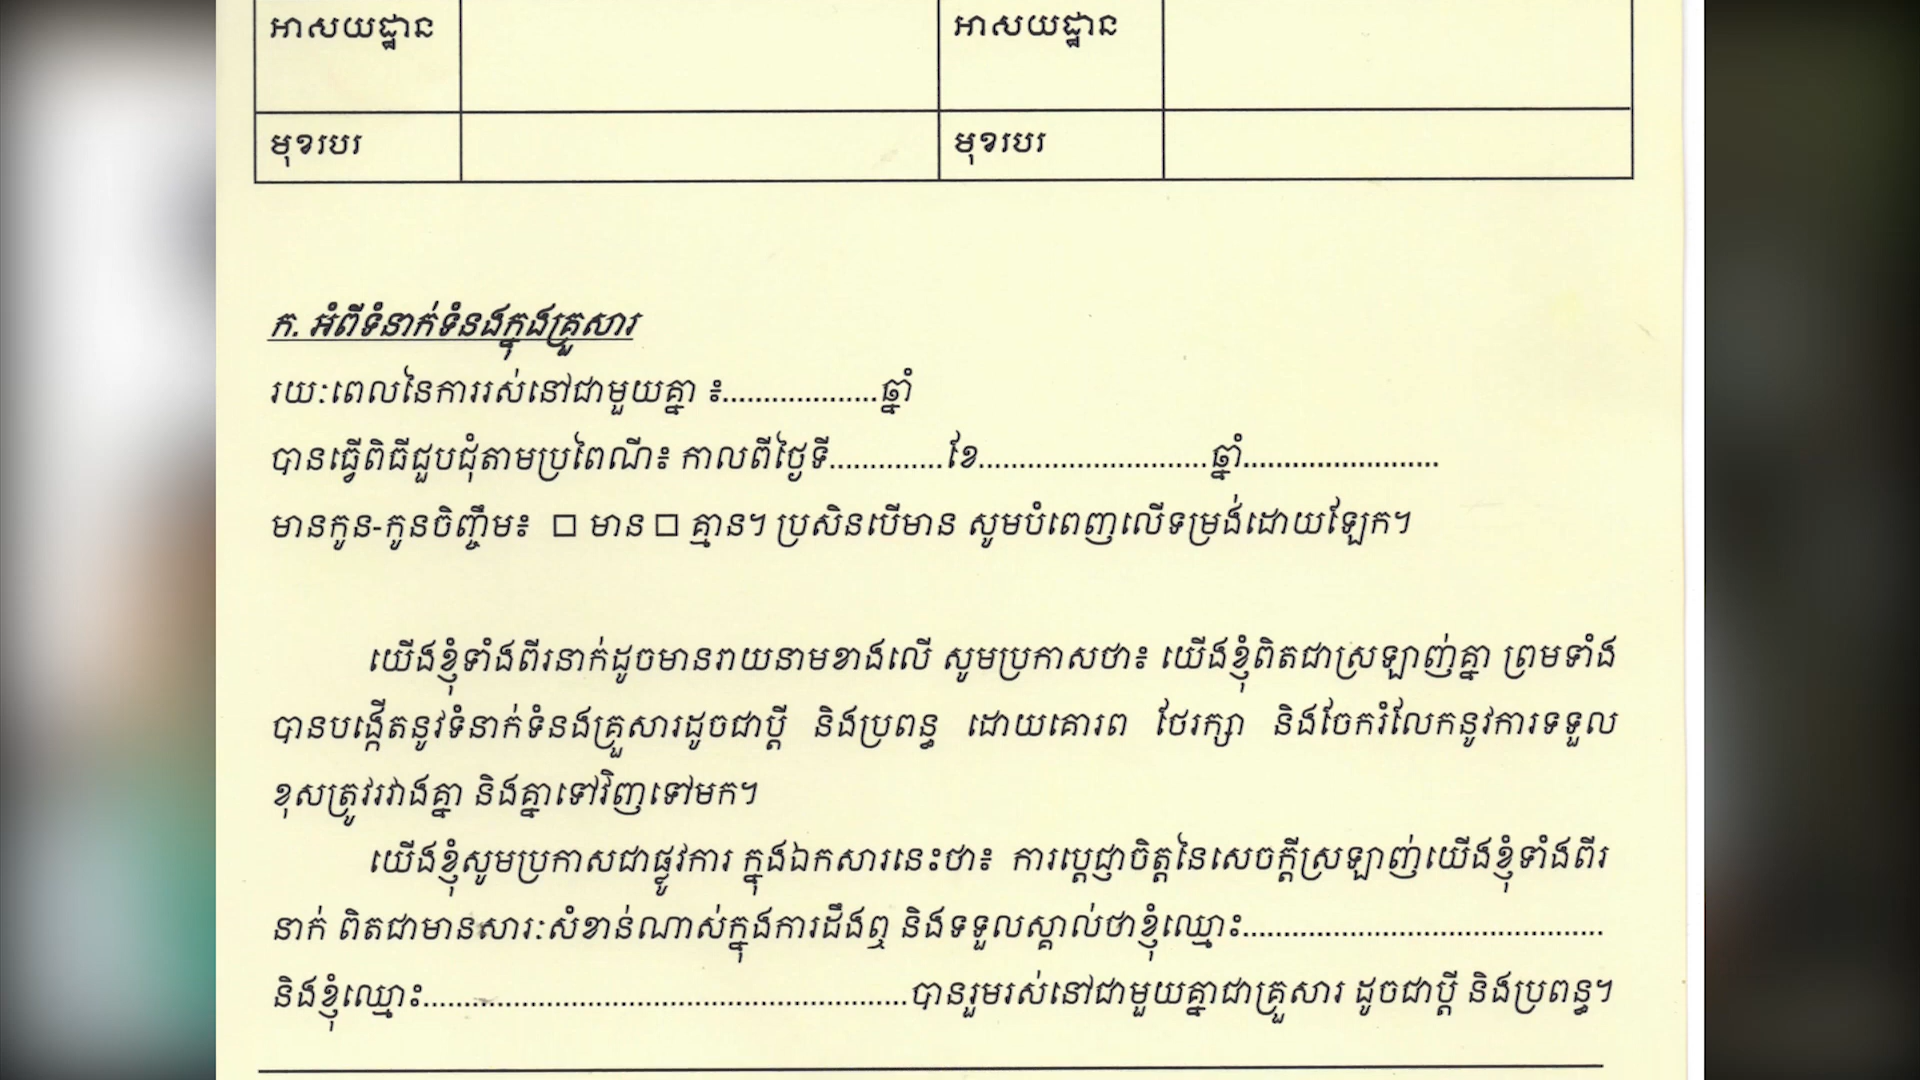 អាសយដ្ឋាន អាសយដ្ឋាន
មុខរបរ មុខរបរ
ក. អំពីទំនាក់ទំនងក្នុងគ្រួសារ
រយ:ពេលនៃការរស់នៅជាមួយគ្នា ៖...................ឆ្នាំ
បានធ្វើពិធីជួបជុំតាមប្រពៃណី៖ កាលពីថ្ងៃទី..............ខែ............................ឆ្នាំ........................
មានកូន-កូនចិញ្ចឹម៖ □ មាន □ គ្មាន។ ប្រសិនបើមាន សូមបំពេញលើទម្រង់ដោយឡែក។
យើងខ្ញុំទាំងពីរនាក់ដូចមានរាយនាមខាងលើ សូមប្រកាសថា៖ យើងខ្ញុំពិតជាស្រឡាញ់គ្នា ព្រមទាំង
បានបង្កើតនូវទំនាក់ទំនងគ្រួសារដូចជាប្តី និងប្រពន្ធ ដោយគោរព ថែរក្សា និងចែករំលែកនូវការទទួល
ខុសត្រូវរវាងគ្នា និងគ្នាទៅវិញទៅមក។
យើងខ្ញុំសូមប្រកាសជាផ្លូវការ ក្នុងឯកសារនេះថា៖ ការប្តេជ្ញាចិត្តនៃសេចក្តីស្រឡាញ់យើងខ្ញុំទាំងពីរ
នាក់ ពិតជាមានសារ:សំខាន់ណាស់ក្នុងការដឹងឮ និងទទួលស្គាល់ថាខ្ញុំឈ្មោះ............................................
និងខ្ញុំឈ្មោះ...........................................................បានរួមរស់នៅជាមួយគ្នាជាគ្រួសារ ដូចជាប្តី និងប្រពន្ធ។